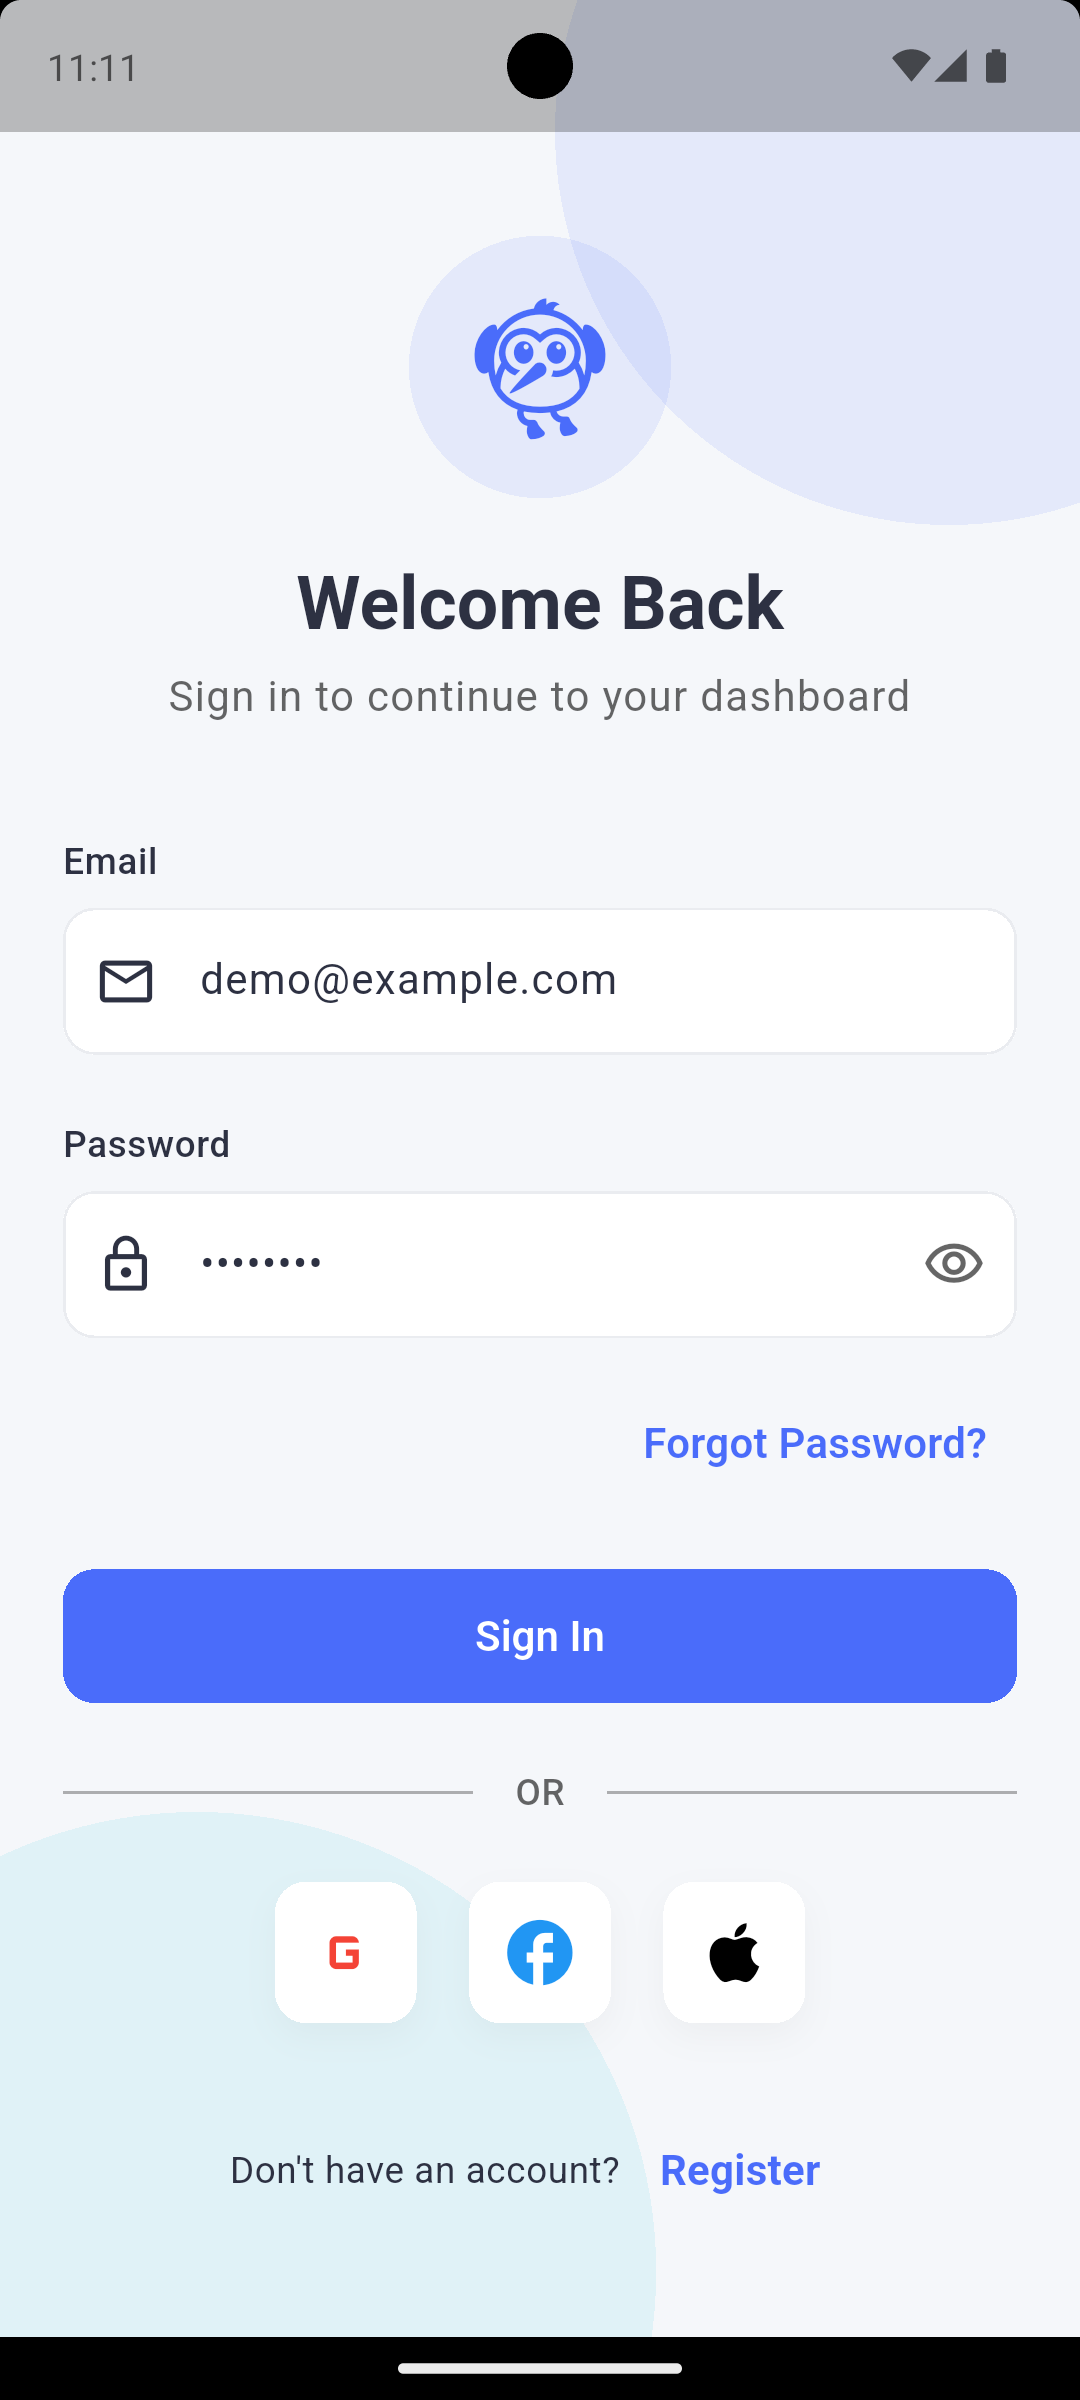 11:11
Welcome Back
Sign in to continue to your dashboard
Email
demo@example.com
Password
••••••••
Forgot Password?
Sign In
OR
G
Don't have an account? Register